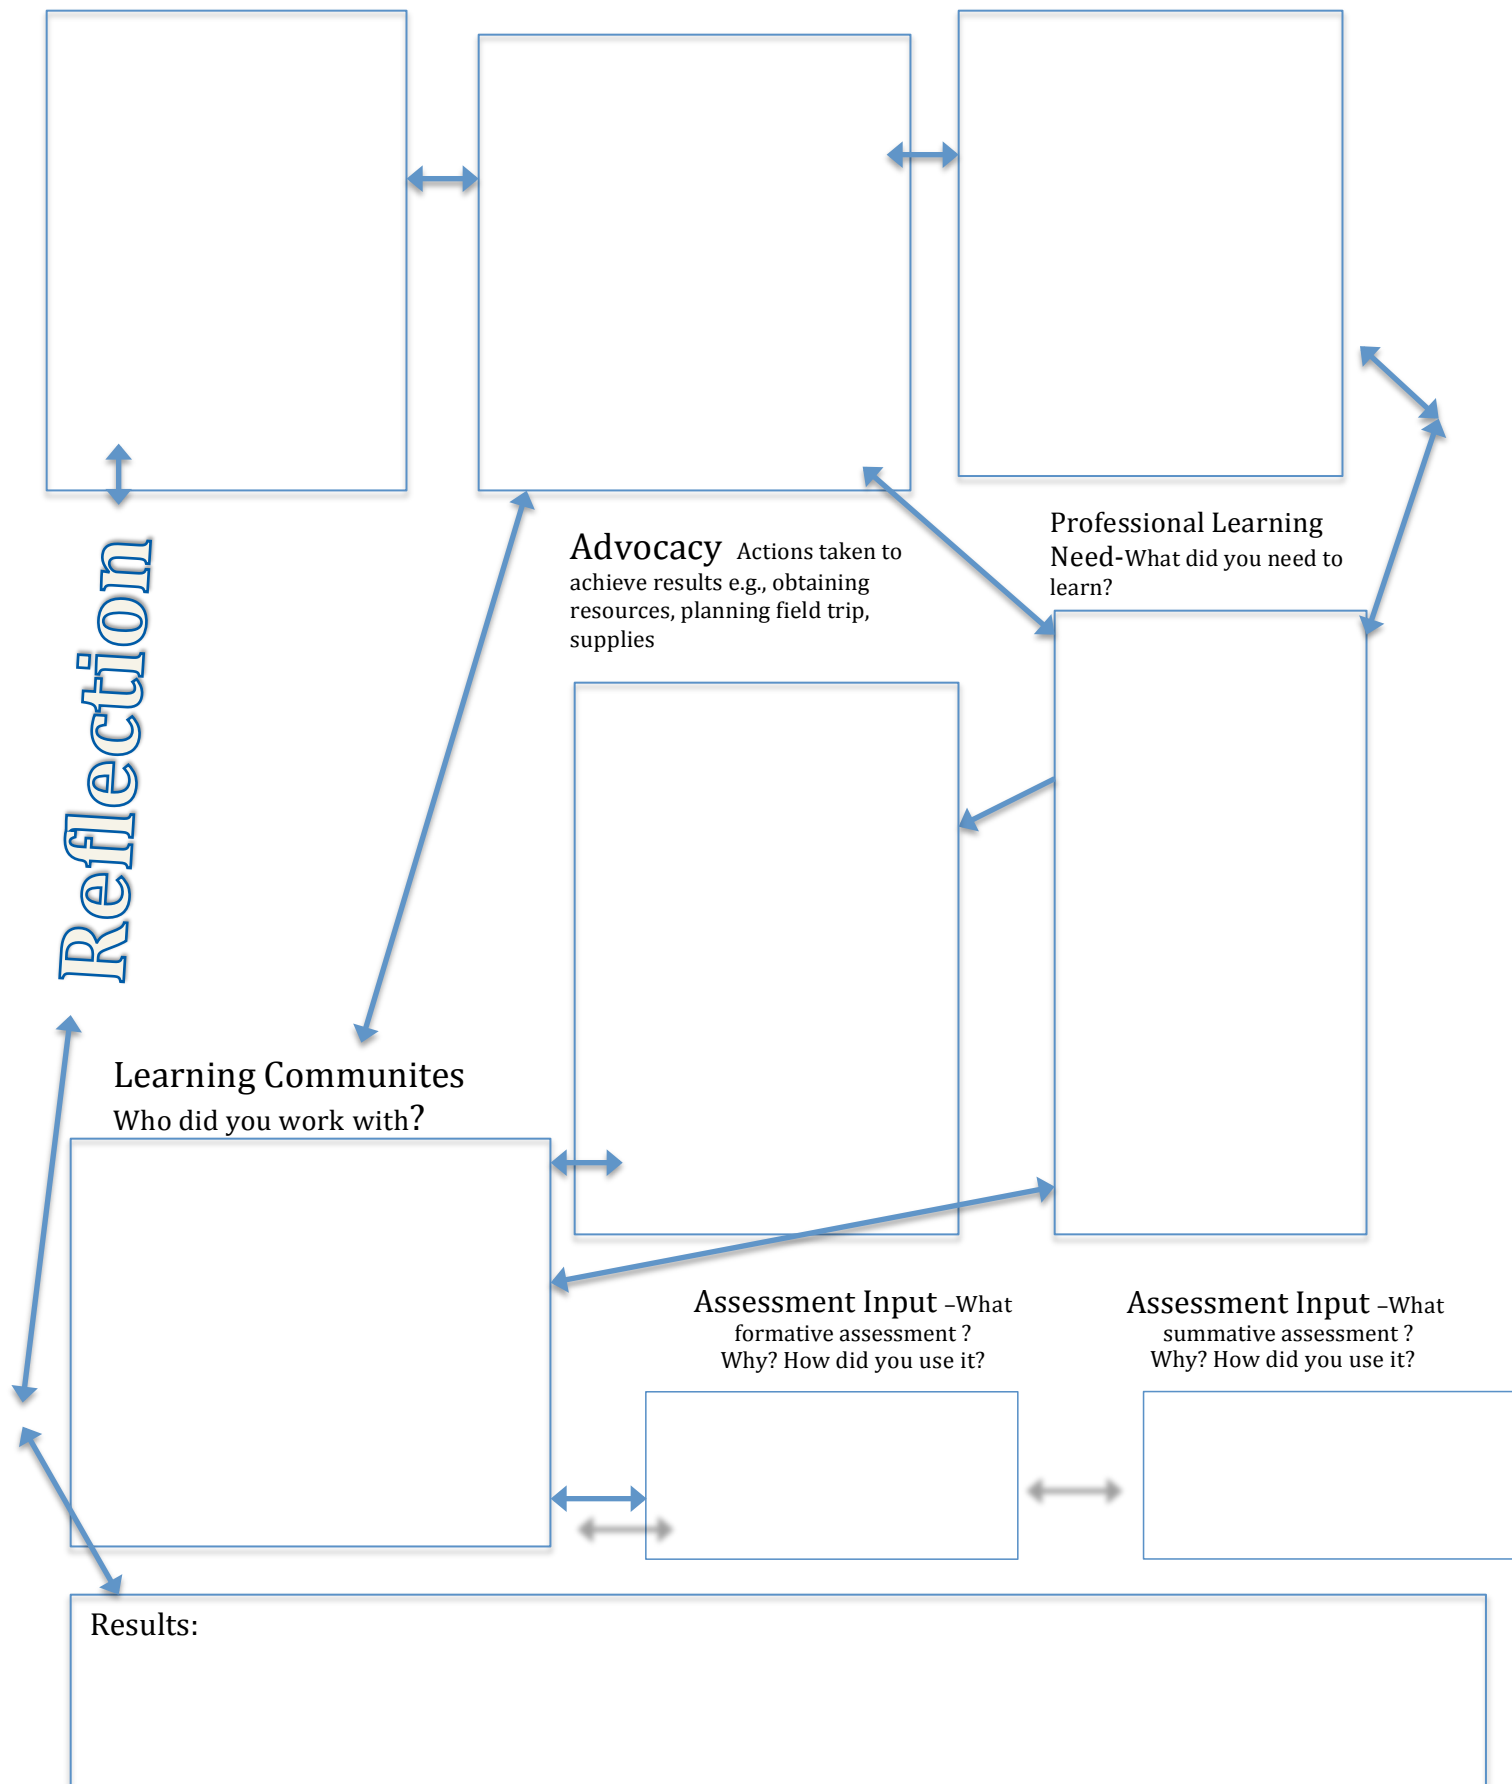 Reflection
Advocacy Actions taken to
achieve results e.g., obtaining
resources, planning field trip,
supplies
Professional Learning
Need-What did you need to
learn?
Learning Communites
Who did you work with?
Assessment Input –What
formative assessment ?
Why? How did you use it?
Assessment Input –What
summative assessment ?
Why? How did you use it?
Results: